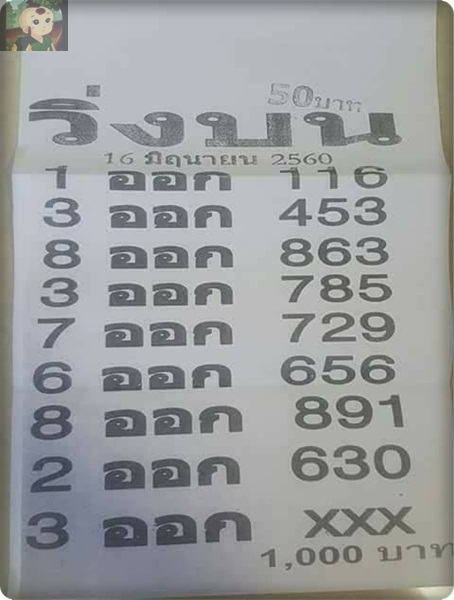 50บาท
วิ่งบน
16 มิถุนายน 2560
1 ออก 116
3 ออก 453
8 ออก 863
3 ออก 785
7 ออก 729
6 ออก 656
8 ออก 891
2 ออก 630
3 ออก XXX
1,000 บาท